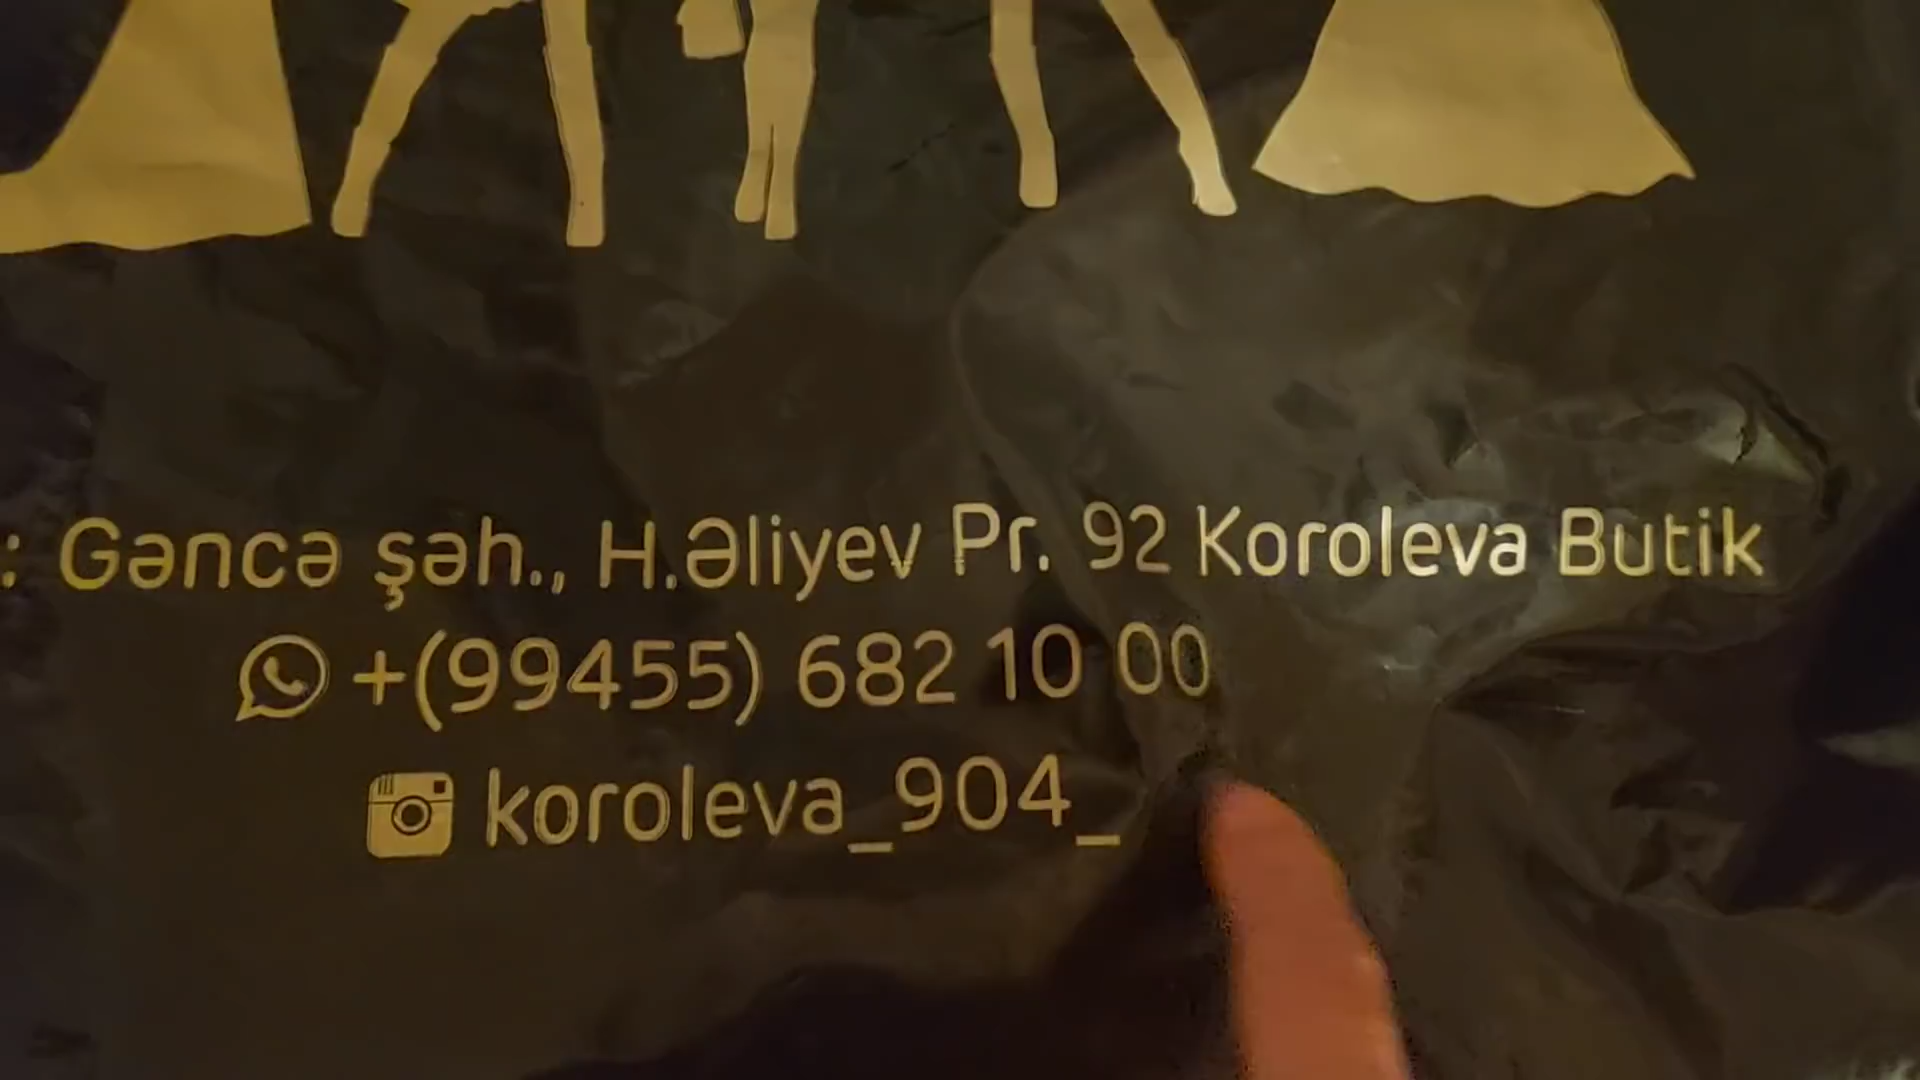 : Gəncə şəh., H.Əliyev Pr. 92 Koroleva Butik
+(99455) 682 10 00
koroleva_904_